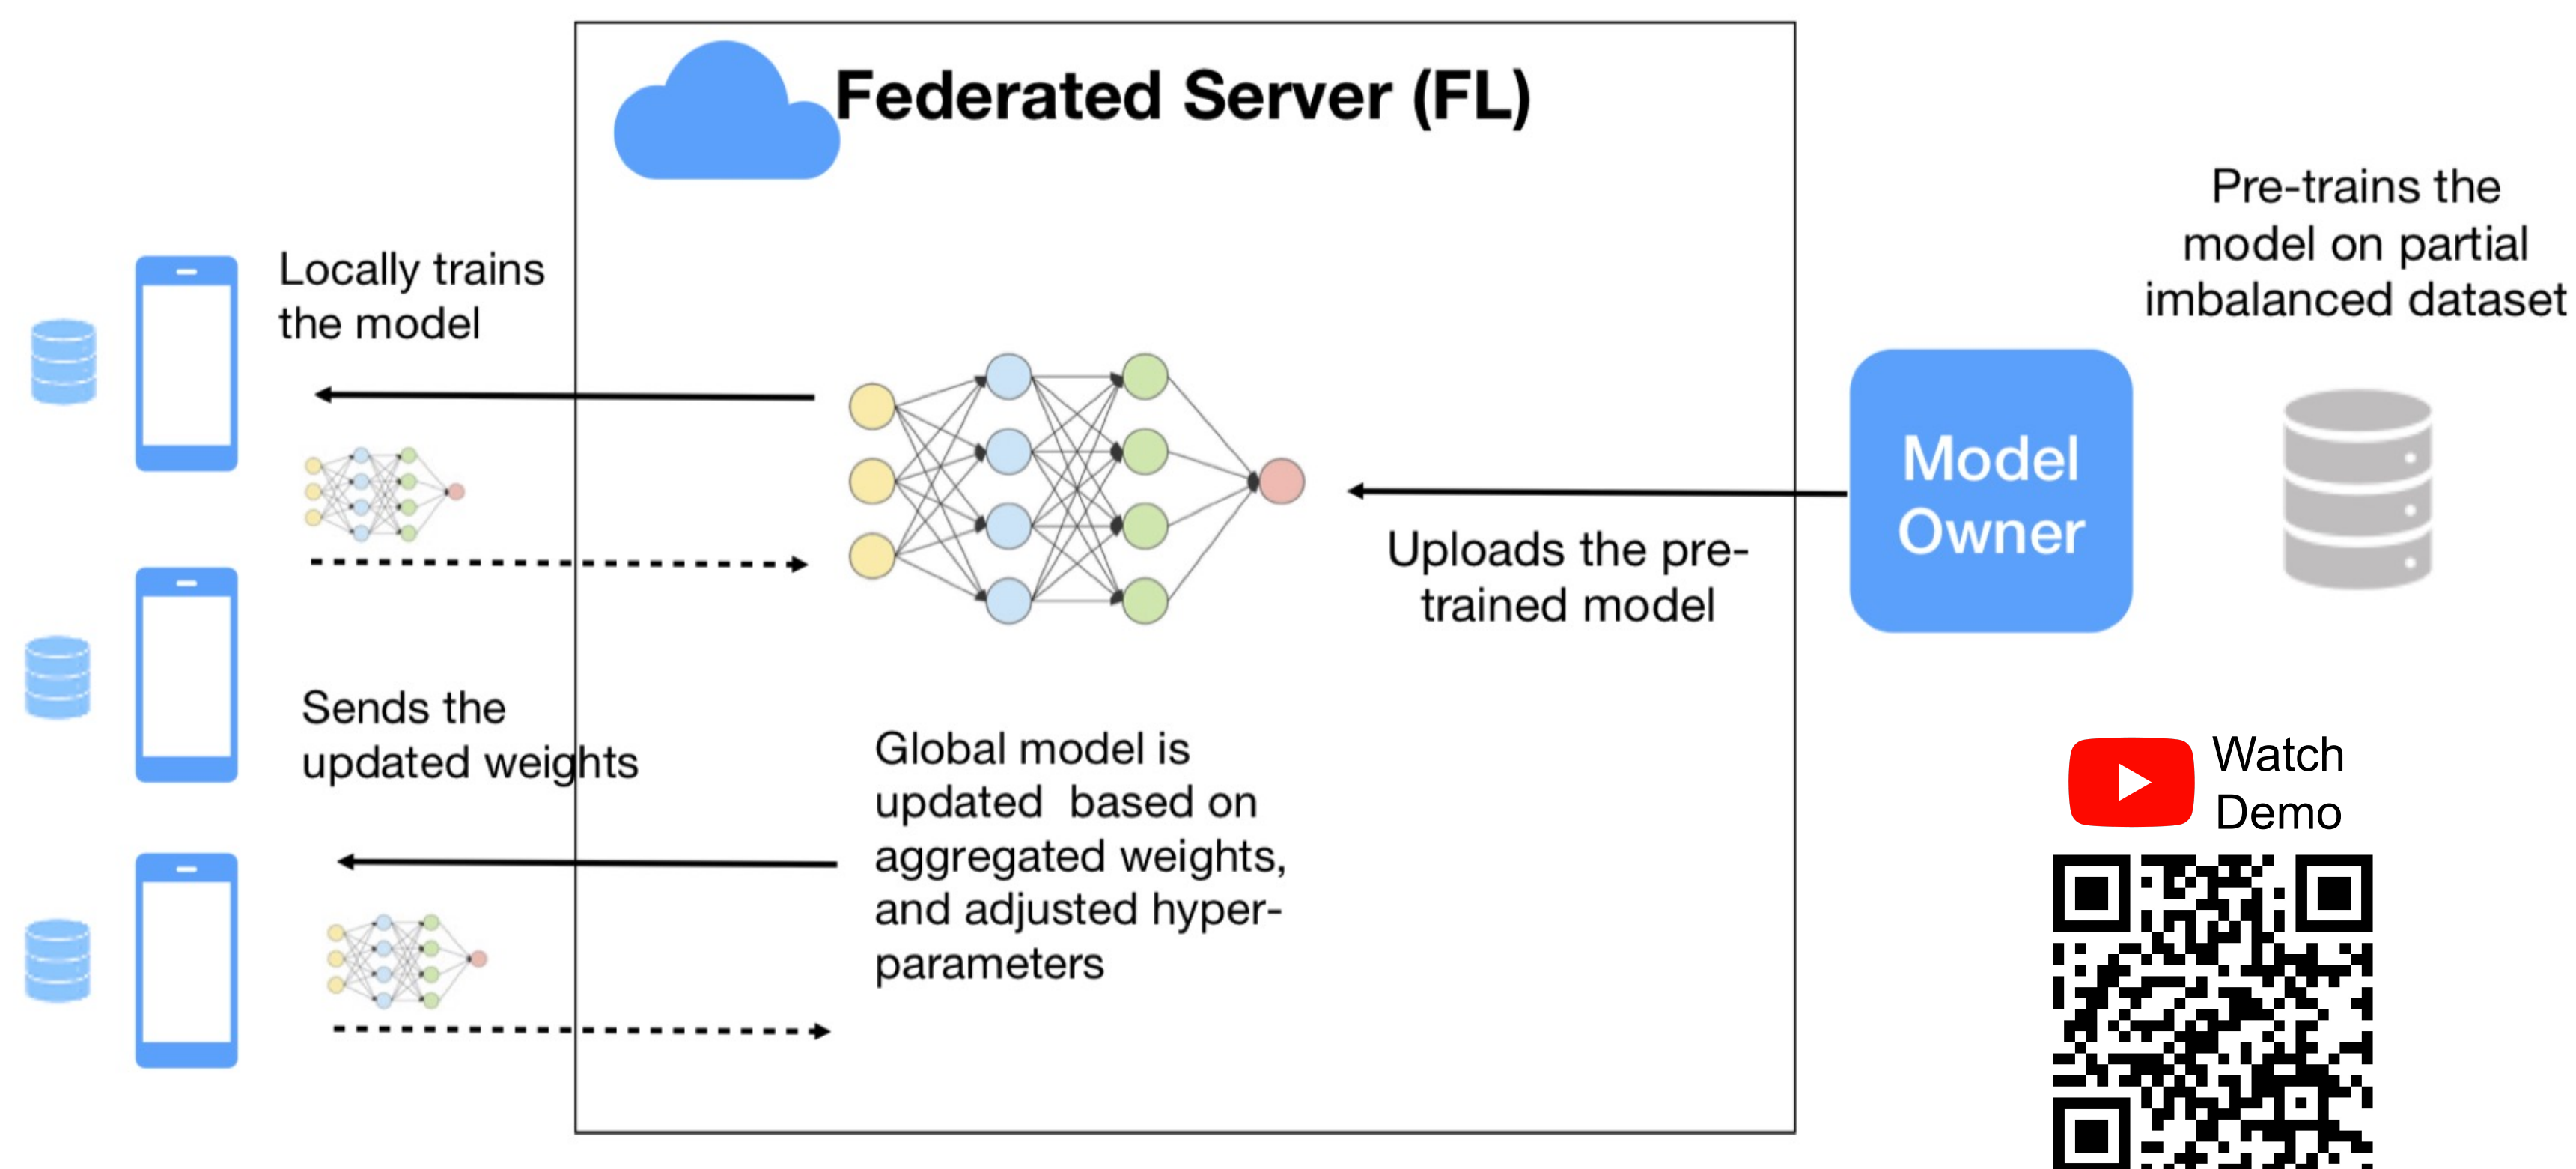 Federated Server (FL)
Pre-trains the
model on partial
imbalanced dataset
Locally trains
the model
Model
Owner
Uploads the pre-
trained model
Sends the
updated weights
Global model is
updated  based on
aggregated weights,
and adjusted hyper-
parameters
Watch
Demo